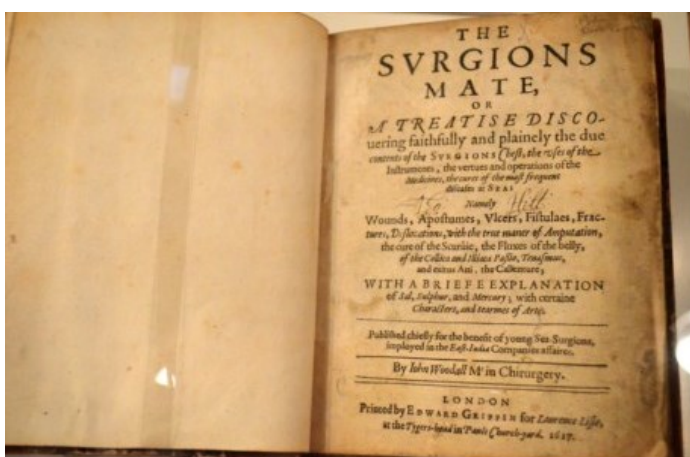 THE
SVRGIONS
MATE,
OR
A TREATISE DISCO-
uering faithfully and plainely the due
contents of the SVRGIONS Chest, the vses of the
Instruments, the vertues and operations of the
Medicines, the cures of the most frequent
diseases at SEA:
Namely
Wounds, Apostumes, Vlcers, Fistulaes, Frac-
tures, Dislocations, with the true maner of Amputation,
the cure of the Scuruie, the Fluxes of the belly,
of the Collica and Illiaca Passio, Tenasmus,
and exitus Ani, the Callenture;
WITH A BRIEFE EXPLANATION
of Sal, Sulphur, and Mercury; with certaine
Characters, and tearmes of Arte.
Published chiefly for the benefit of young Sea-Surgions,
imployed in the East-India Companies affaires.
By Iohn Woodall Mr in Chirurgery.
LONDON
Printed by EDWARD GRIFFIN for Laurence Lisle,
at the Tygers-head in Pauls Church-yard. 1617.